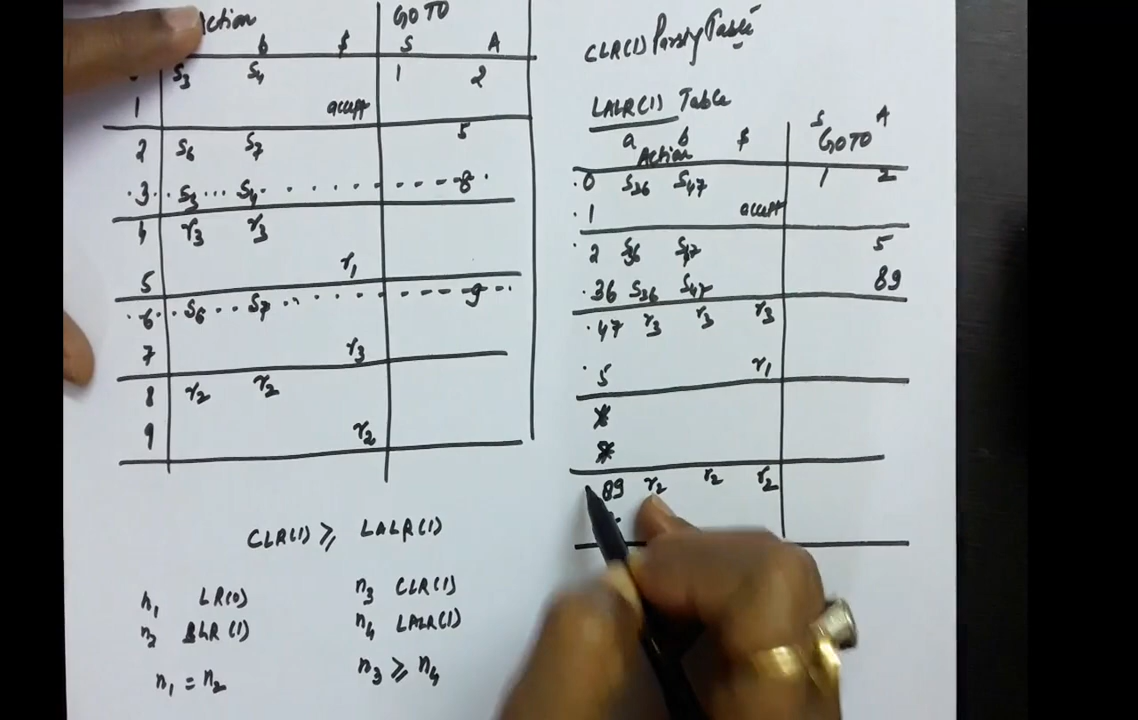 Action GOTO
b $ S A
S3 S4 1 2
1 accept
2 S6 S7 5
3 S3 S4 8
4 r3 r3
5 r1
6 S6 S7 9
7 r3
8 r2 r2
9 r2
CLR(1) ≥ LALR(1)
n1 LR(0)
n2 SLR(1)
n1 = n2
n3 CLR(1)
n4 LALR(1)
n3 ≥ n4
CLR(1) Table
LALR(1) Table
a b $ S A
Action GOTO
0 S36 S47 1 2
1 accept
2 S36 S47 5
36 S36 S47 89
47 r3 r3 r3
5 r1
89 r2 r2 r2